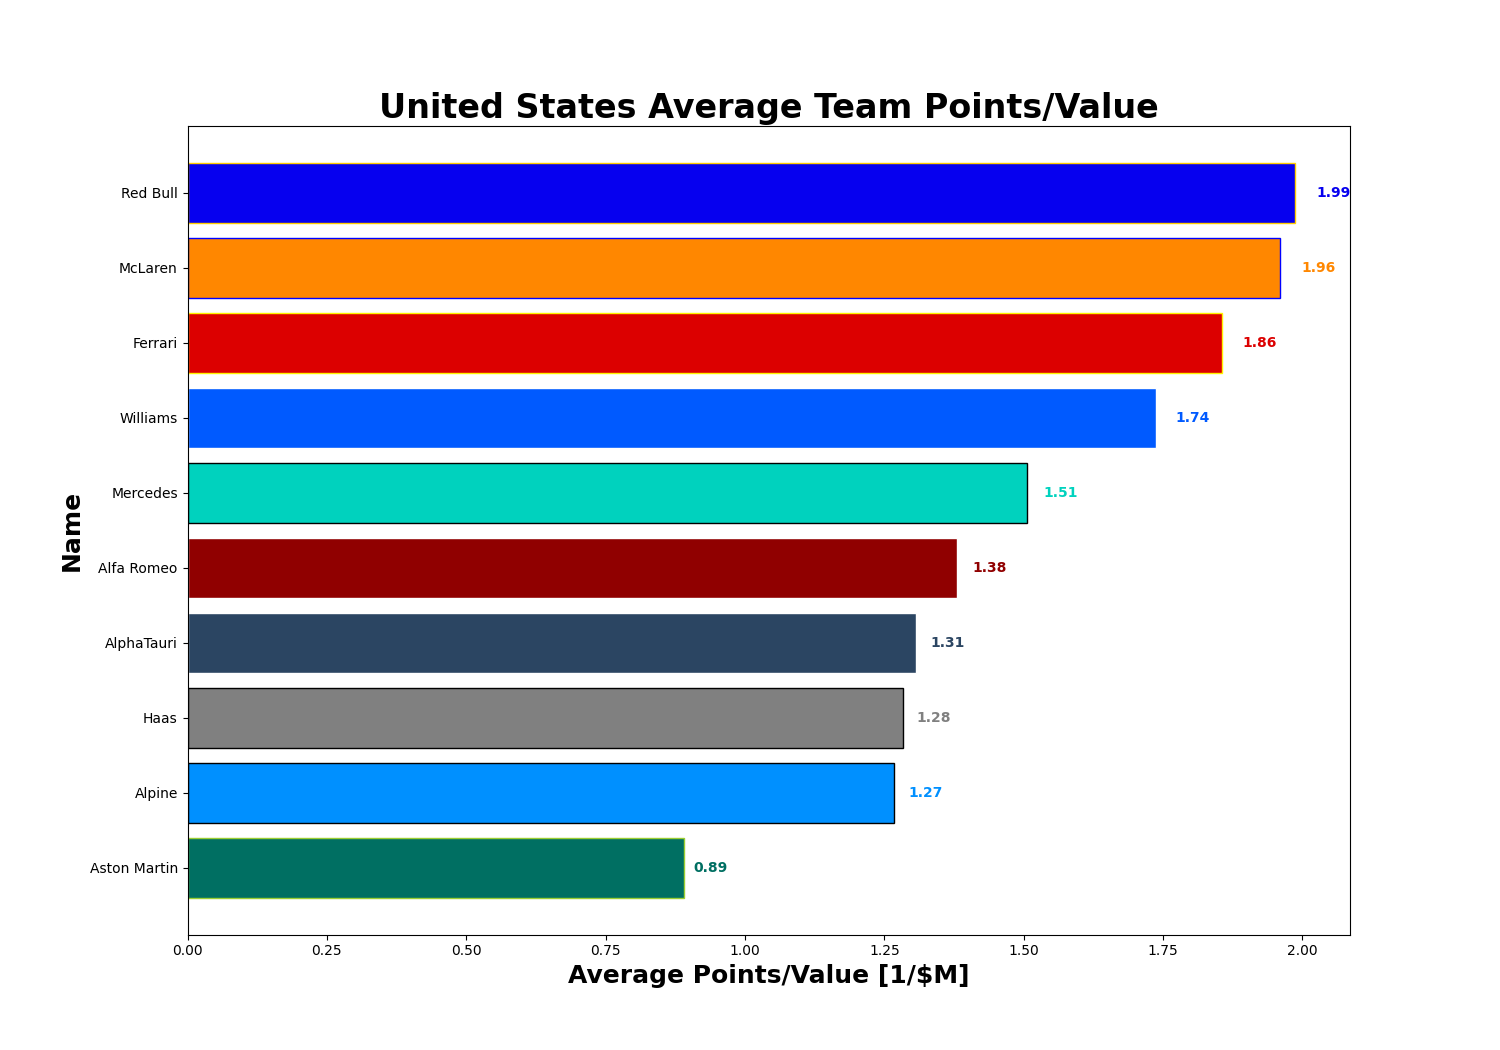 United States Average Team Points/Value
Red Bull 1.99
McLaren 1.96
Ferrari 1.86
Williams 1.74
Mercedes 1.51
Name
Alfa Romeo 1.38
AlphaTauri 1.31
Haas 1.28
Alpine 1.27
Aston Martin 0.89
0.00 0.25 0.50 0.75 1.00 1.25 1.50 1.75 2.00
Average Points/Value [1/$M]